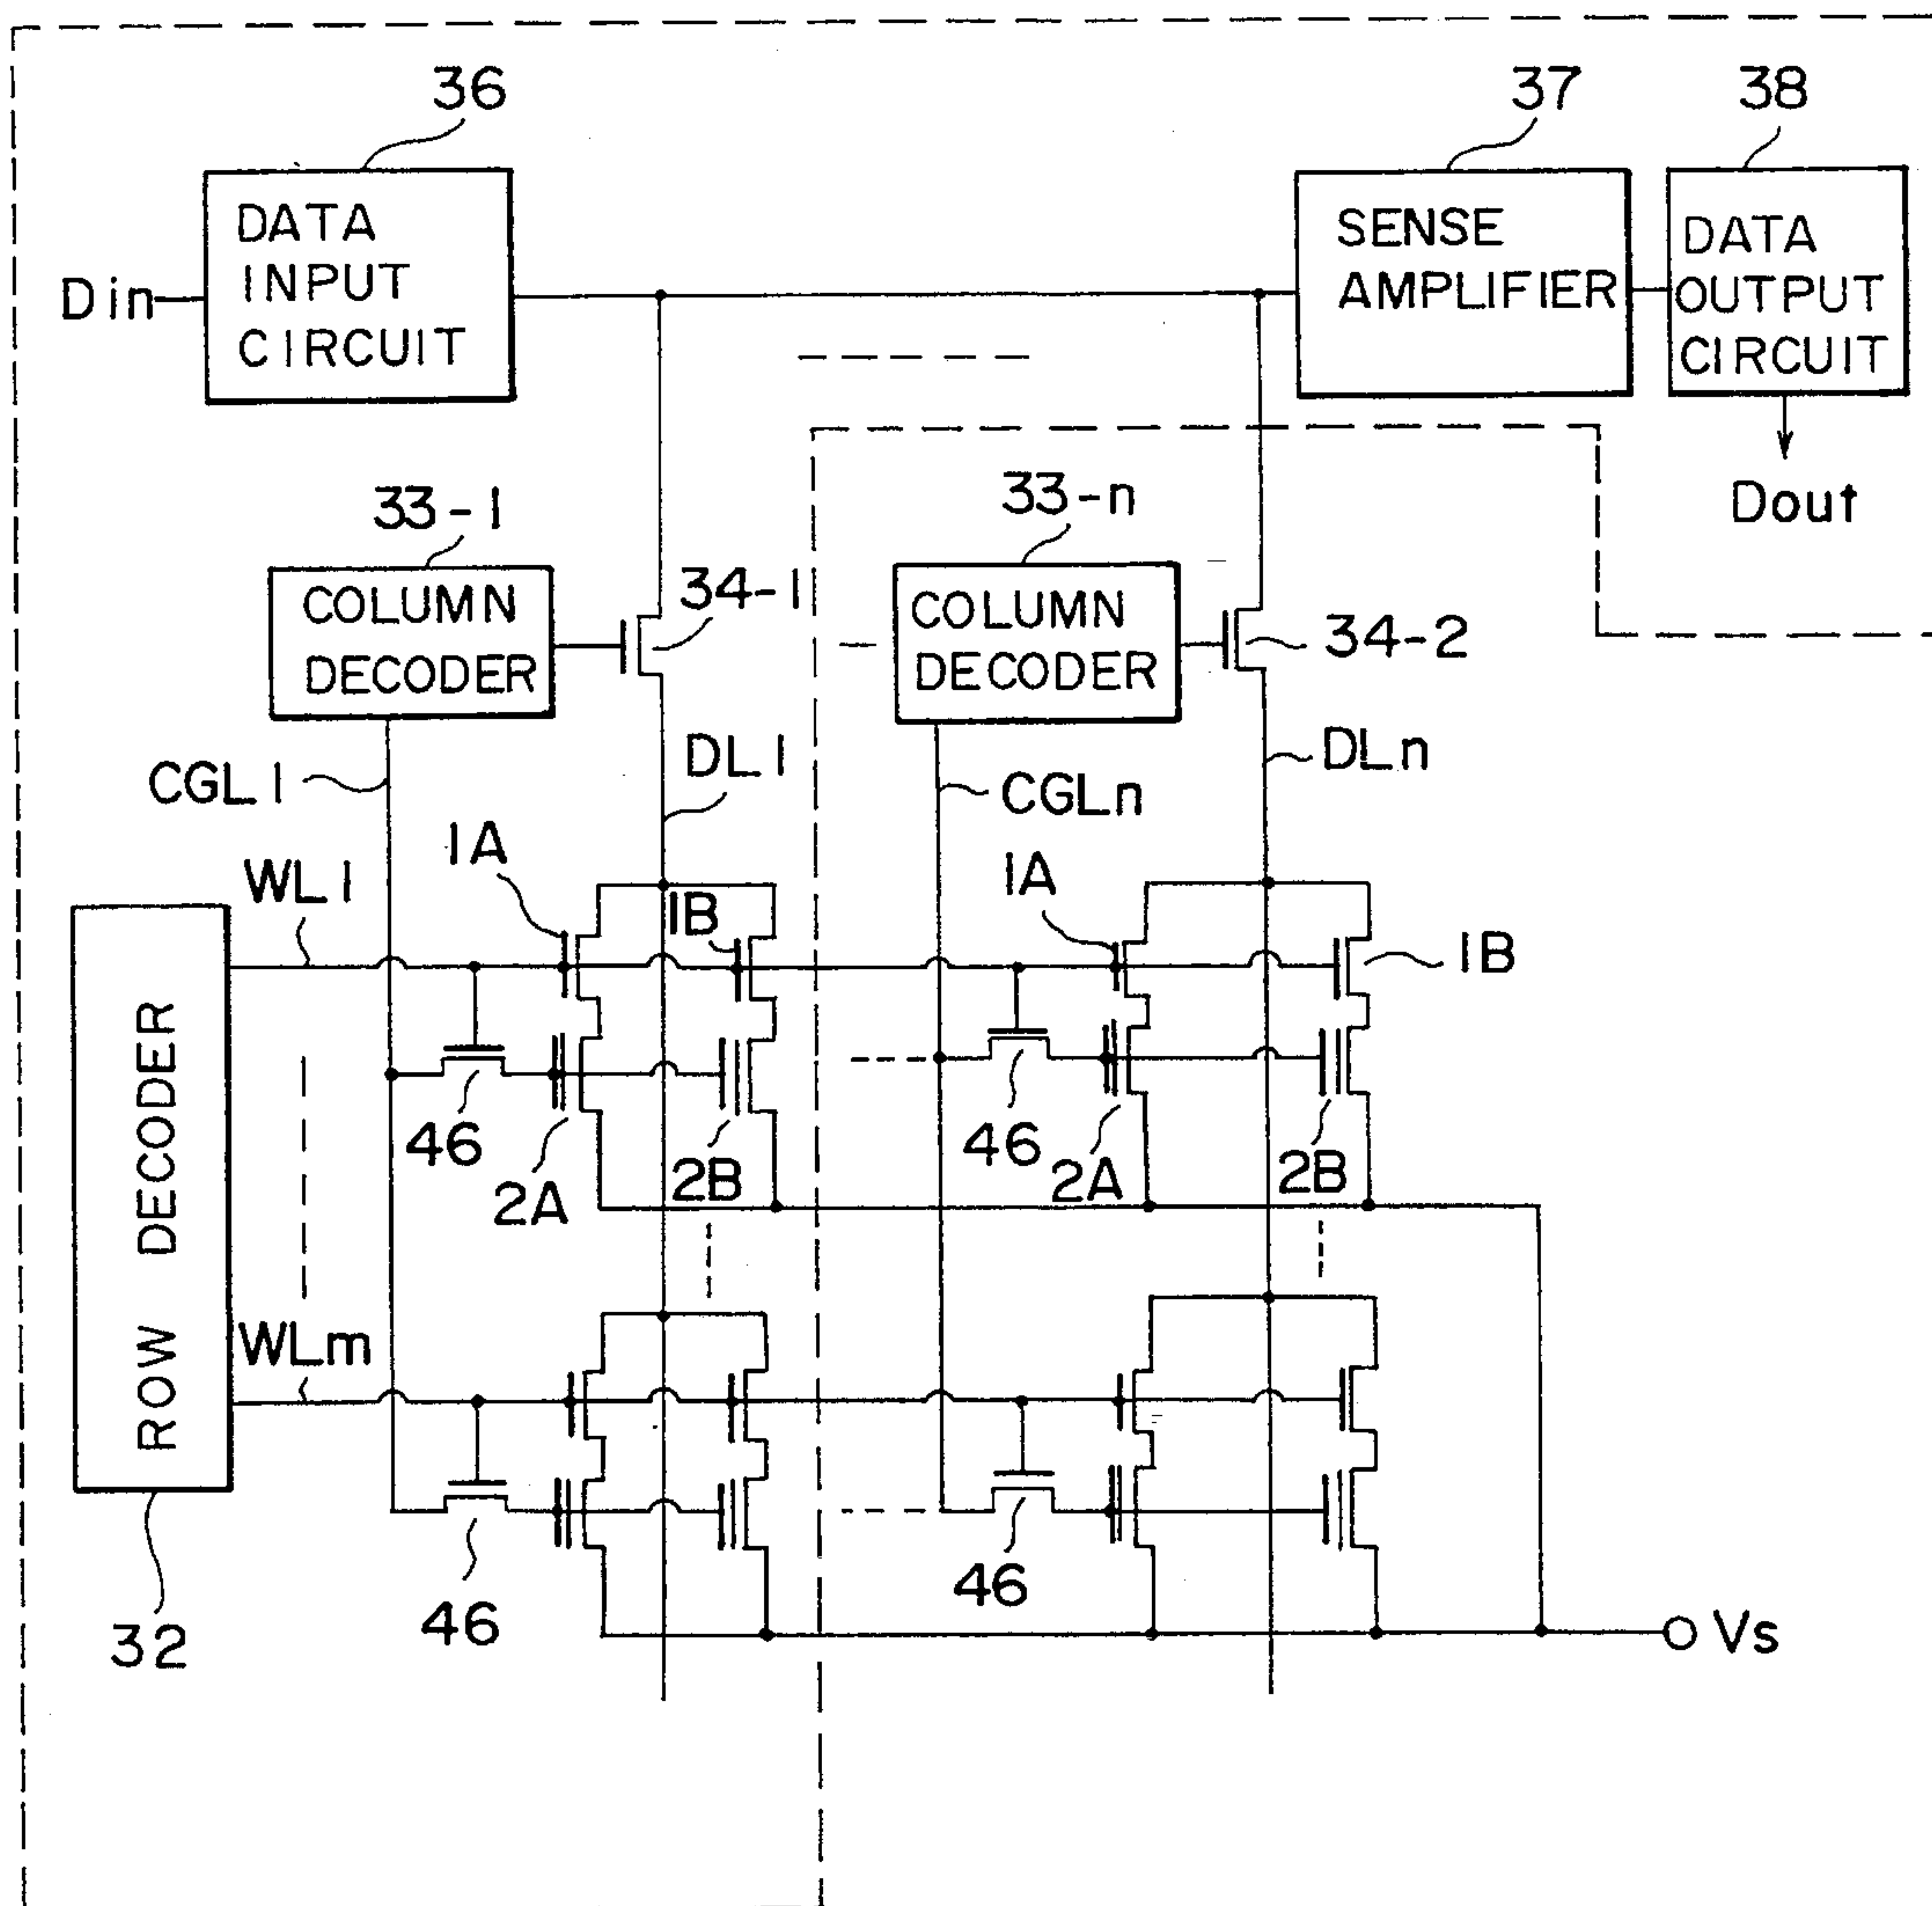 36
37
38
DATA
INPUT
CIRCUIT
SENSE
AMPLIFIER
DATA
OUTPUT
CIRCUIT
Din
Dout
33-1
33-n
COLUMN
DECODER
34-1
COLUMN
DECODER
34-2
CGL1
DL1
CGLn
DLn
WL1
1A
1B
1A
1B
ROW DECODER
46
2A
2B
46
2A
2B
WLm
46
46
32
Vs